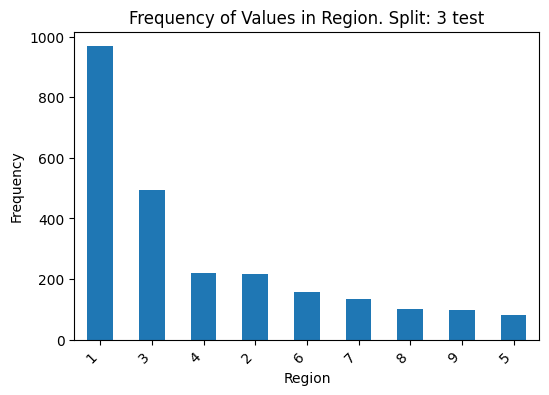 Frequency of Values in Region. Split: 3 test
1000
800
600
400
200
0
Frequency
1 3 4 2 6 7 8 9 5
Region